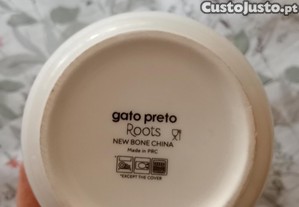 CustoJusto.pt
gato preto
Roots
NEW BONE CHINA
Made in PRC
*EXCEPT THE COVER